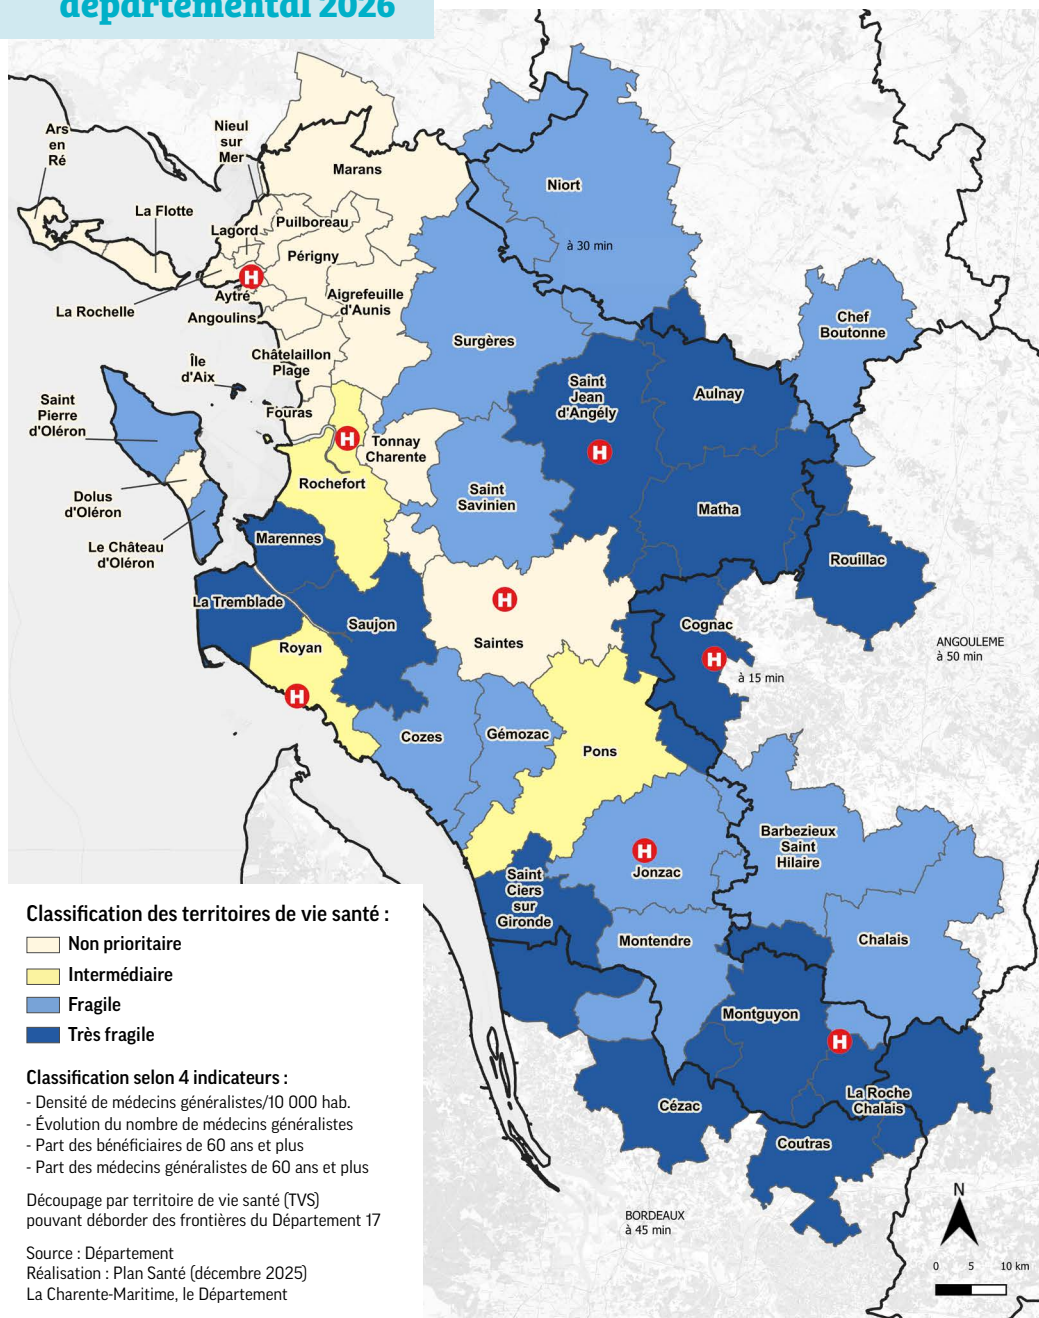 départemental 2026
Ars
en
Ré
Nieul
sur
Mer
Marans
La Flotte
Lagord
Puilboreau
Périgny
La Rochelle
H
Aytré
Angoulins
Aigrefeuille
d'Aunis
Niort
à 30 min
Chef
Boutonne
Surgères
Châtelaillon
Plage
Île
d'Aix
Saint
Pierre
d'Oléron
Fouras
H
Tonnay
Charente
Rochefort
Saint
Jean
d'Angély
H
Aulnay
Dolus
d'Oléron
Saint
Savinien
Matha
Le Château
d'Oléron
Marennes
Rouillac
La Tremblade
Saujon
H
Saintes
Cognac
H
à 15 min
ANGOULEME
à 50 min
Royan
H
Cozes
Gémozac
Pons
Barbezieux
Saint
Hilaire
H
Jonzac
Saint
Ciers
sur
Gironde
Montendre
Chalais
Montguyon
H
La Roche
Chalais
Cézac
Coutras
BORDEAUX
à 45 min
N
0 5 10 km
Classification des territoires de vie santé :
Non prioritaire
Intermédiaire
Fragile
Très fragile
Classification selon 4 indicateurs :
- Densité de médecins généralistes/10 000 hab.
- Évolution du nombre de médecins généralistes
- Part des bénéficiaires de 60 ans et plus
- Part des médecins généralistes de 60 ans et plus
Découpage par territoire de vie santé (TVS)
pouvant déborder des frontières du Département 17
Source : Département
Réalisation : Plan Santé (décembre 2025)
La Charente-Maritime, le Département